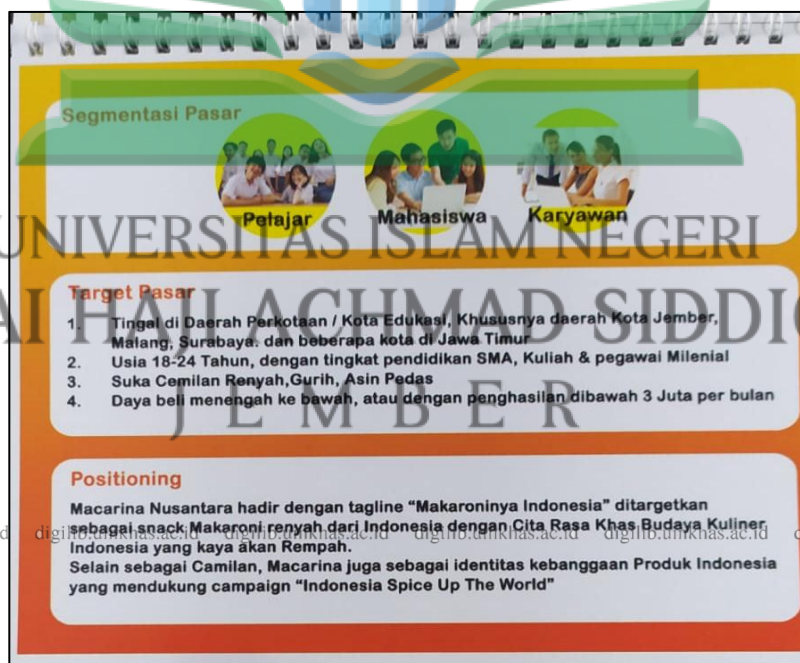 Segmentasi Pasar
Pelajar Mahasiswa Karyawan
UNIVERSITAS ISLAM NEGERI
Target Pasar
AI HAJI ACHMAD SIDDIQ
1. Tingal di Daerah Perkotaan / Kota Edukasi, Khususnya daerah Kota Jember,
Malang, Surabaya. dan beberapa kota di Jawa Timur
2. Usia 18-24 Tahun, dengan tingkat pendidikan SMA, Kuliah & pegawai Milenial
3. Suka Cemilan Renyah,Gurih, Asin Pedas
4. Daya beli menengah ke bawah, atau dengan penghasilan dibawah 3 Juta per bulan
JEMBER
Positioning
Macarina Nusantara hadir dengan tagline “Makaroninya Indonesia” ditargetkan
sebagai snack Makaroni renyah dari Indonesia dengan Cita Rasa Khas Budaya Kuliner
digilib.uinkhas.ac.id digilib.uinkhas.ac.id digilib.uinkhas.ac.id
Indonesia yang kaya akan Rempah.
Selain sebagai Camilan, Macarina juga sebagai identitas kebanggaan Produk Indonesia
yang mendukung campaign “Indonesia Spice Up The World”